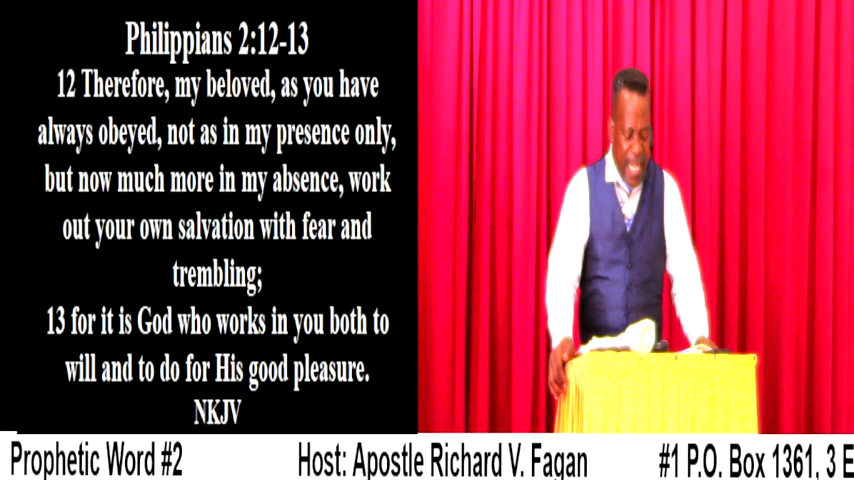 Philippians 2:12-13
12 Therefore, my beloved, as you have
always obeyed, not as in my presence only,
but now much more in my absence, work
out your own salvation with fear and
trembling;
13 for it is God who works in you both to
will and to do for His good pleasure.
NKJV
Prophetic Word #2 Host: Apostle Richard V. Fagan #1 P.O. Box 1361, 3 E